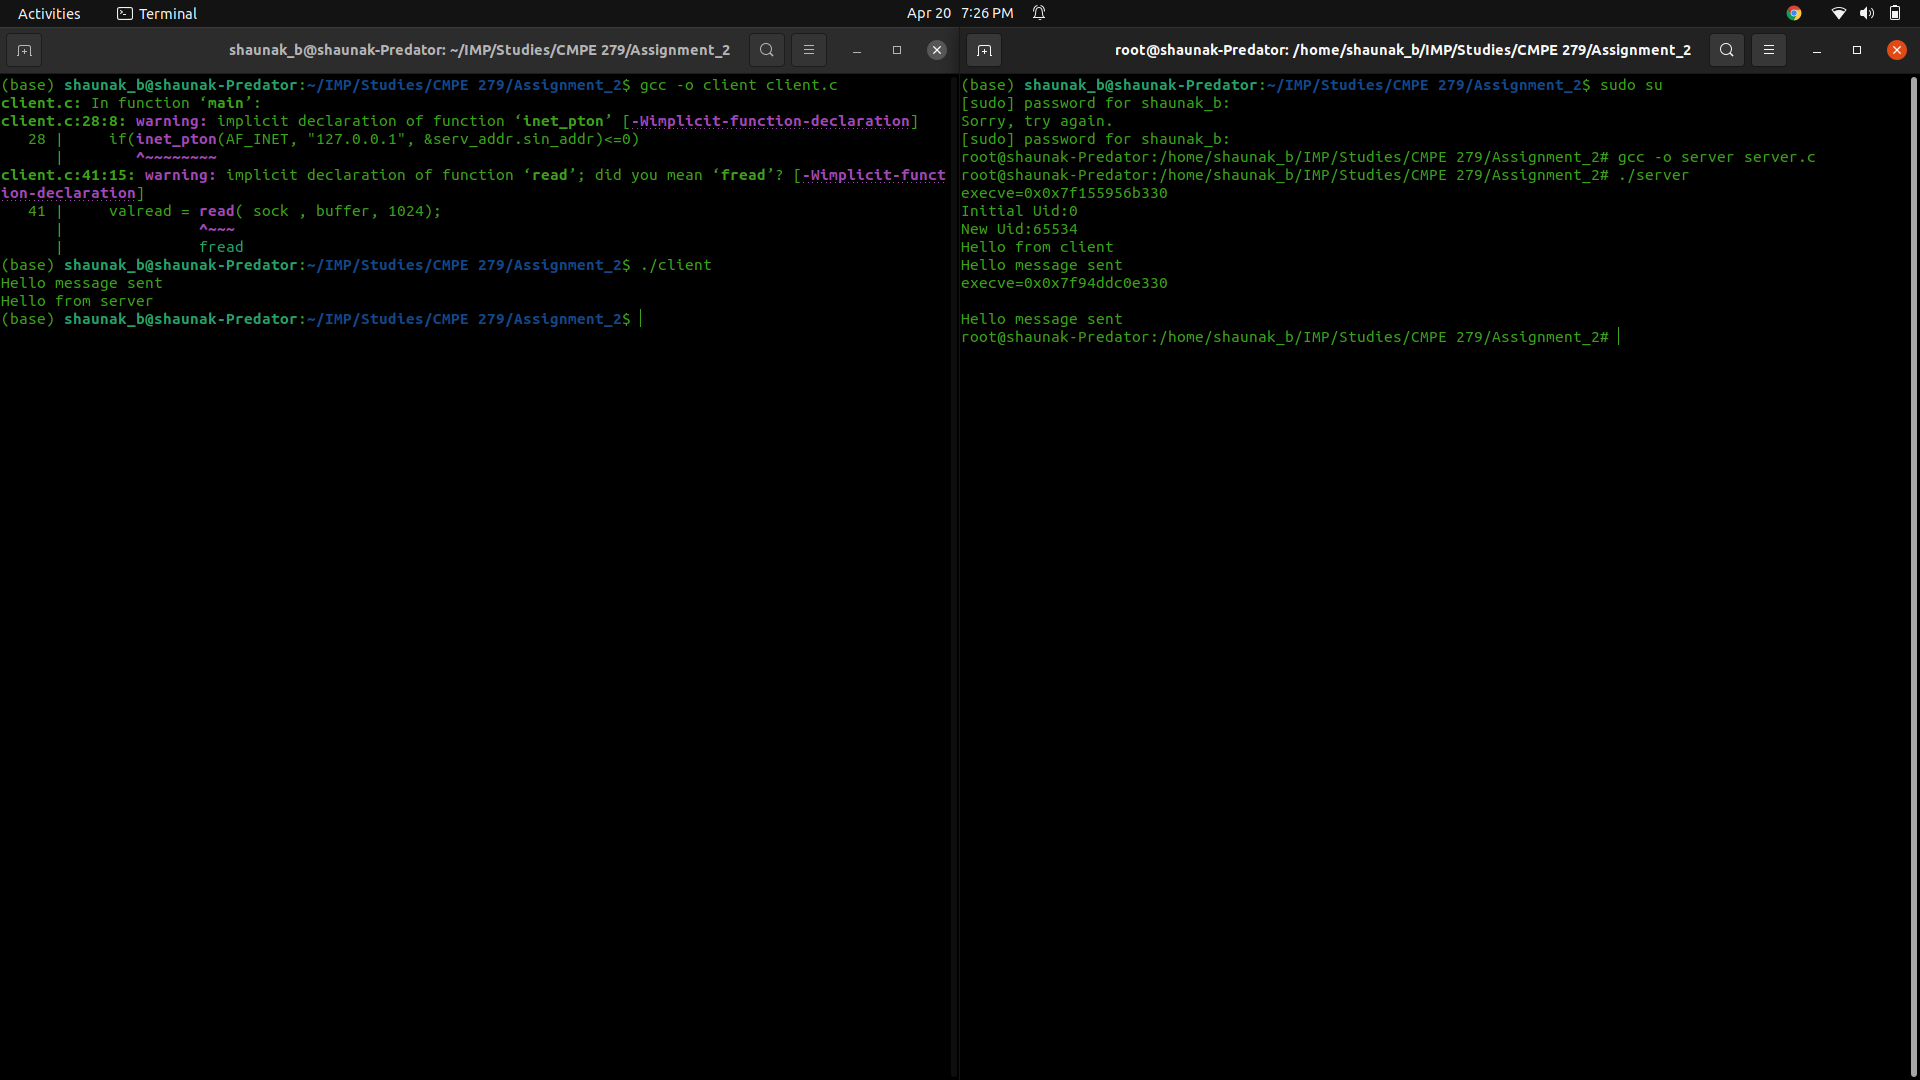 Activities Terminal Apr 20 7:26 PM
shaunak_b@shaunak-Predator: ~/IMP/Studies/CMPE 279/Assignment_2
(base) shaunak_b@shaunak-Predator:~/IMP/Studies/CMPE 279/Assignment_2$ gcc -o client client.c
client.c: In function ‘main’:
client.c:28:8: warning: implicit declaration of function ‘inet_pton’ [-Wimplicit-function-declaration]
   28 |     if(inet_pton(AF_INET, "127.0.0.1", &serv_addr.sin_addr)<=0)
      |        ^~~~~~~~~
client.c:41:15: warning: implicit declaration of function ‘read’; did you mean ‘fread’? [-Wimplicit-funct
ion-declaration]
   41 |     valread = read( sock , buffer, 1024);
      |               ^~~~
      |               fread
(base) shaunak_b@shaunak-Predator:~/IMP/Studies/CMPE 279/Assignment_2$ ./client
Hello message sent
Hello from server
(base) shaunak_b@shaunak-Predator:~/IMP/Studies/CMPE 279/Assignment_2$
root@shaunak-Predator: /home/shaunak_b/IMP/Studies/CMPE 279/Assignment_2
(base) shaunak_b@shaunak-Predator:~/IMP/Studies/CMPE 279/Assignment_2$ sudo su
[sudo] password for shaunak_b:
Sorry, try again.
[sudo] password for shaunak_b:
root@shaunak-Predator:/home/shaunak_b/IMP/Studies/CMPE 279/Assignment_2# gcc -o server server.c
root@shaunak-Predator:/home/shaunak_b/IMP/Studies/CMPE 279/Assignment_2# ./server
execve=0x0x7f155956b330
Initial Uid:0
New Uid:65534
Hello from client
Hello message sent
execve=0x0x7f94ddc0e330

Hello message sent
root@shaunak-Predator:/home/shaunak_b/IMP/Studies/CMPE 279/Assignment_2#